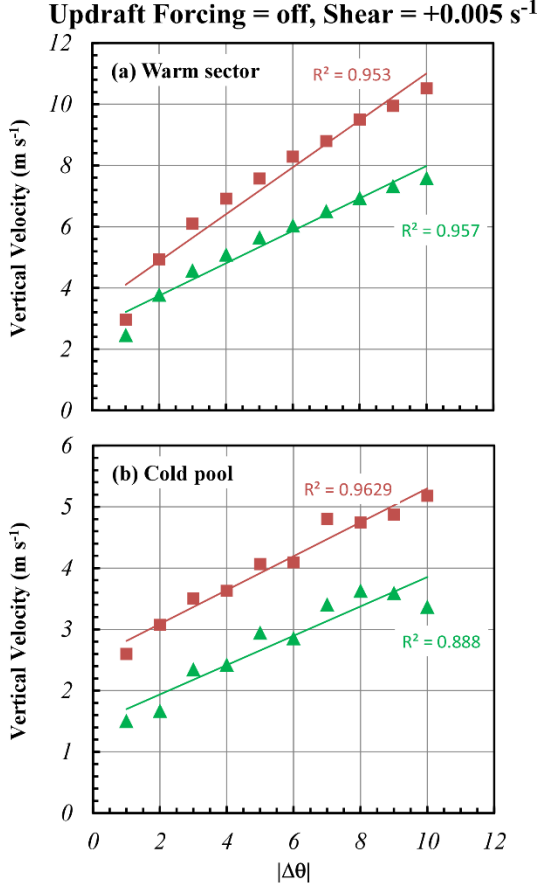 Updraft Forcing = off, Shear = +0.005 s⁻¹
12
(a) Warm sector
R² = 0.953
10
8
Vertical Velocity (m s⁻¹)
6
R² = 0.957
4
2
0
6
(b) Cold pool
R² = 0.9629
5
4
Vertical Velocity (m s⁻¹)
3
R² = 0.888
2
1
0
0 2 4 6 8 10 12
|Δθ|